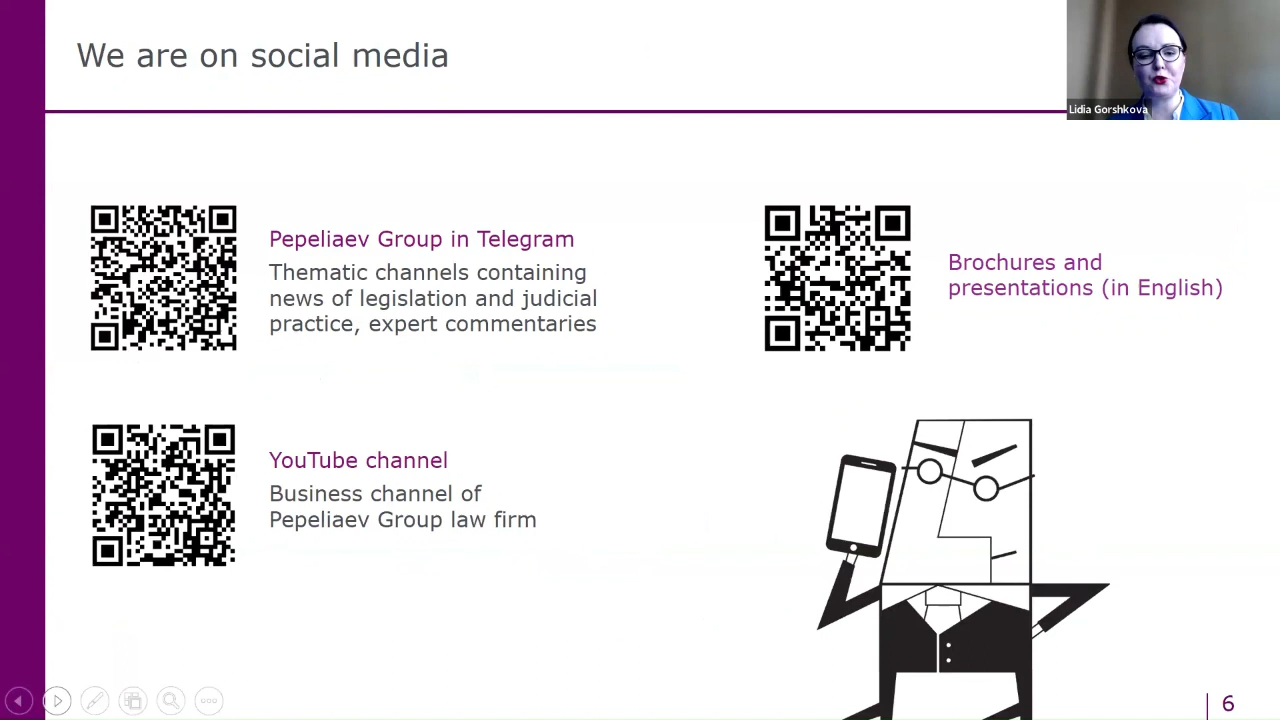 We are on social media
Lidia Gorshkova
Pepeliaev Group in Telegram
Thematic channels containing
news of legislation and judicial
practice, expert commentaries
Brochures and
presentations (in English)
YouTube channel
Business channel of
Pepeliaev Group law firm
6